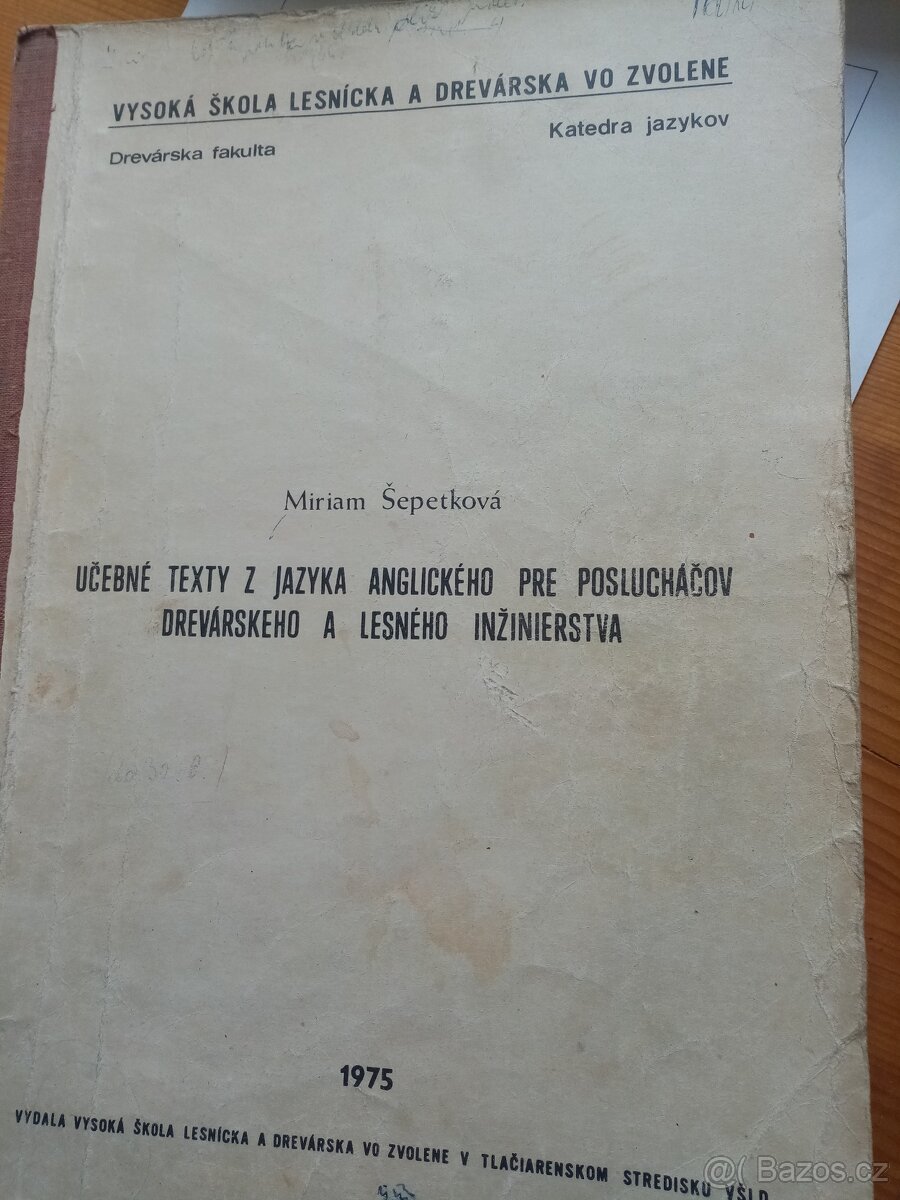 VYSOKÁ ŠKOLA LESNÍCKA A DREVÁRSKA VO ZVOLENE
Drevárska fakulta
Katedra jazykov
Miriam Šepetková
UČEBNÉ TEXTY Z JAZYKA ANGLICKÉHO PRE POSLUCHÁČOV
DREVÁRSKEHO A LESNÉHO INŽINIERSTVA
1975
VYDALA VYSOKÁ ŠKOLA LESNÍCKA A DREVÁRSKA VO ZVOLENE V TLAČIARENSKOM STREDISKU VŠLD
@( Bazos.cz